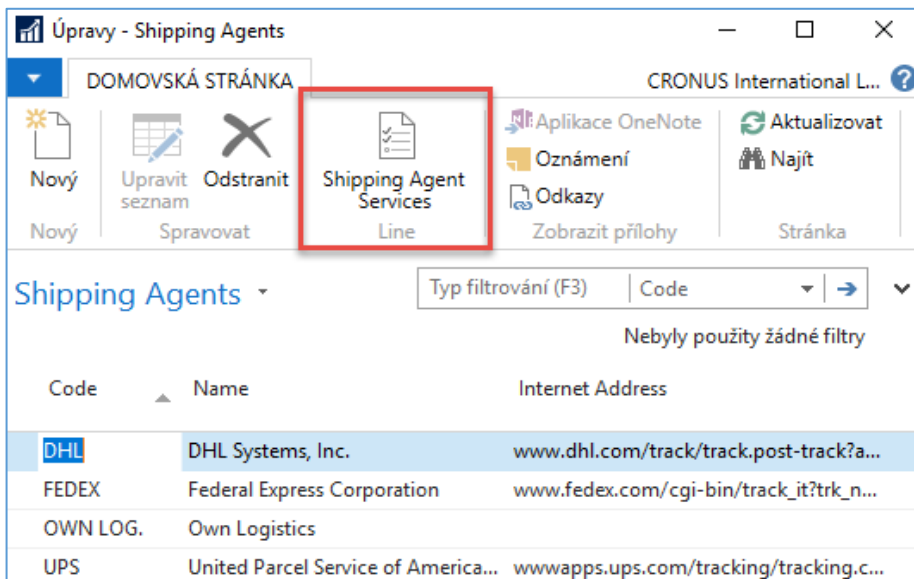 Úpravy - Shipping Agents
DOMOVSKÁ STRÁNKA
CRONUS International L... ?
Nový
Upravit seznam
Odstranit
Shipping Agent Services
Aplikace OneNote
Oznámení
Odkazy
Aktualizovat
Najít
Nový
Spravovat
Line
Zobrazit přílohy
Stránka
Shipping Agents
Typ filtrování (F3)
Code
Nebyly použity žádné filtry
Code Name Internet Address
DHL DHL Systems, Inc. www.dhl.com/track/track.post-track?a...
FEDEX Federal Express Corporation www.fedex.com/cgi-bin/track_it?trk_n...
OWN LOG. Own Logistics
UPS United Parcel Service of America... wwwapps.ups.com/tracking/tracking.c...